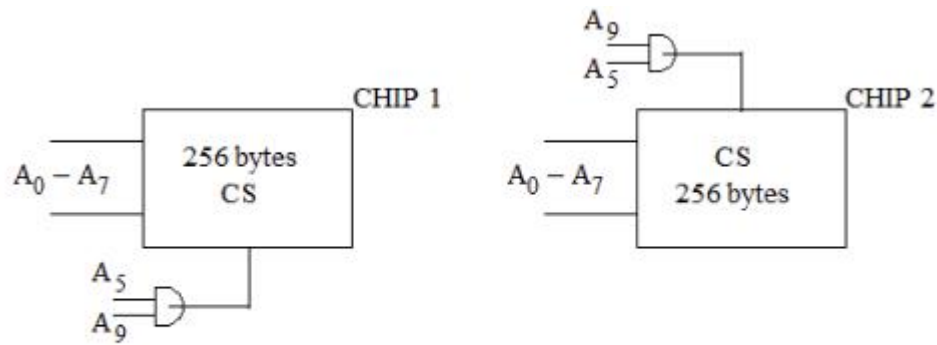 CHIP 1
256 bytes
CS
A₀ – A₇
A₅
A₉
A₉
A₅
CHIP 2
CS
256 bytes
A₀ – A₇